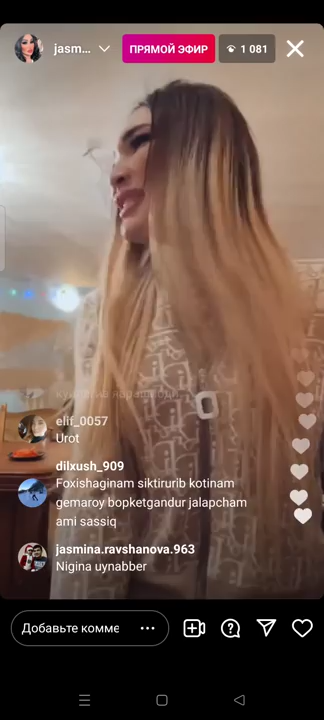 jasm...
ПРЯМОЙ ЭФИР
1 081
elif_0057
Urot
dilxush_909
Foxishaginam siktirurib kotinam
gemaroy bopketgandur jalapcham
ami sassiq
jasmina.ravshanova.963
Nigina uynabber
Добавьте комме